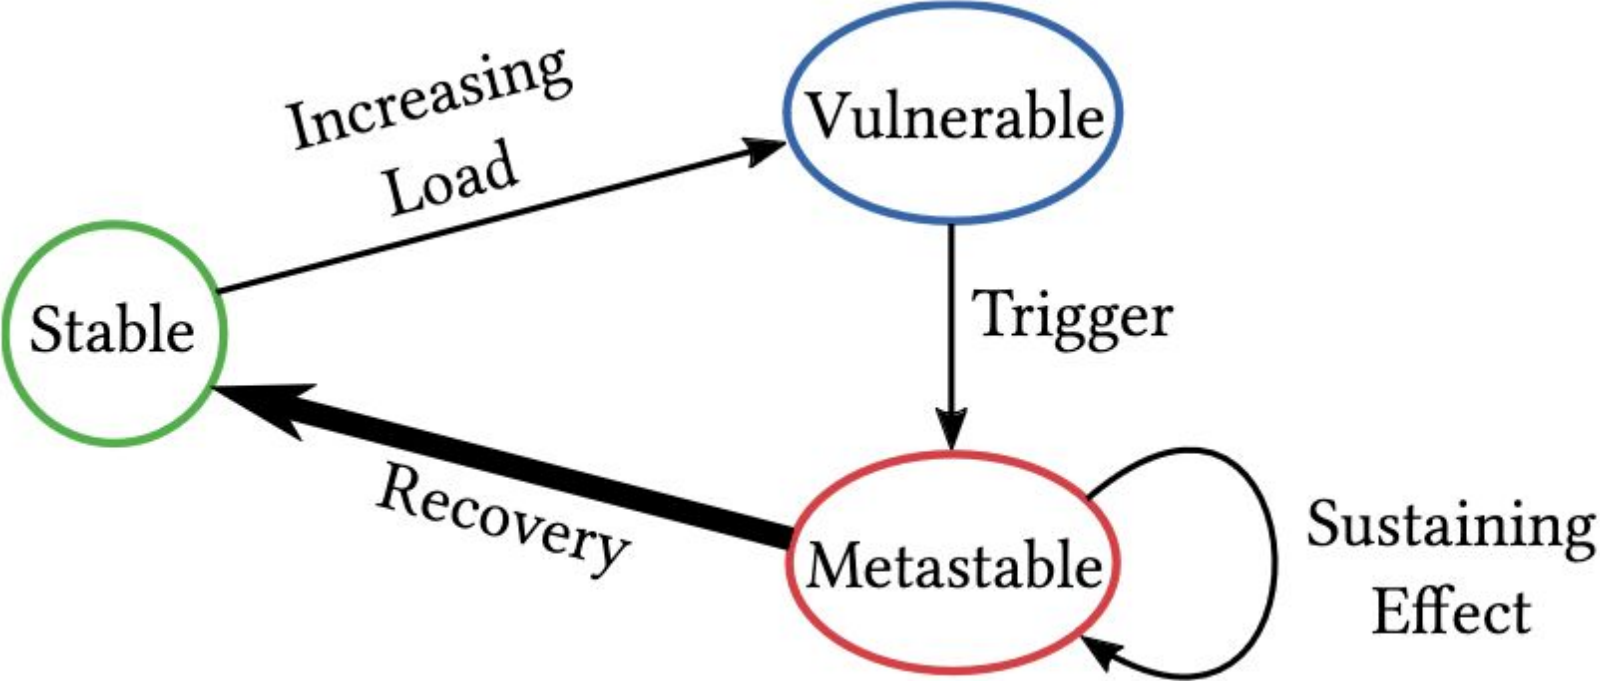 Increasing
Load
Vulnerable
Stable
Trigger
Recovery
Metastable
Sustaining
Effect